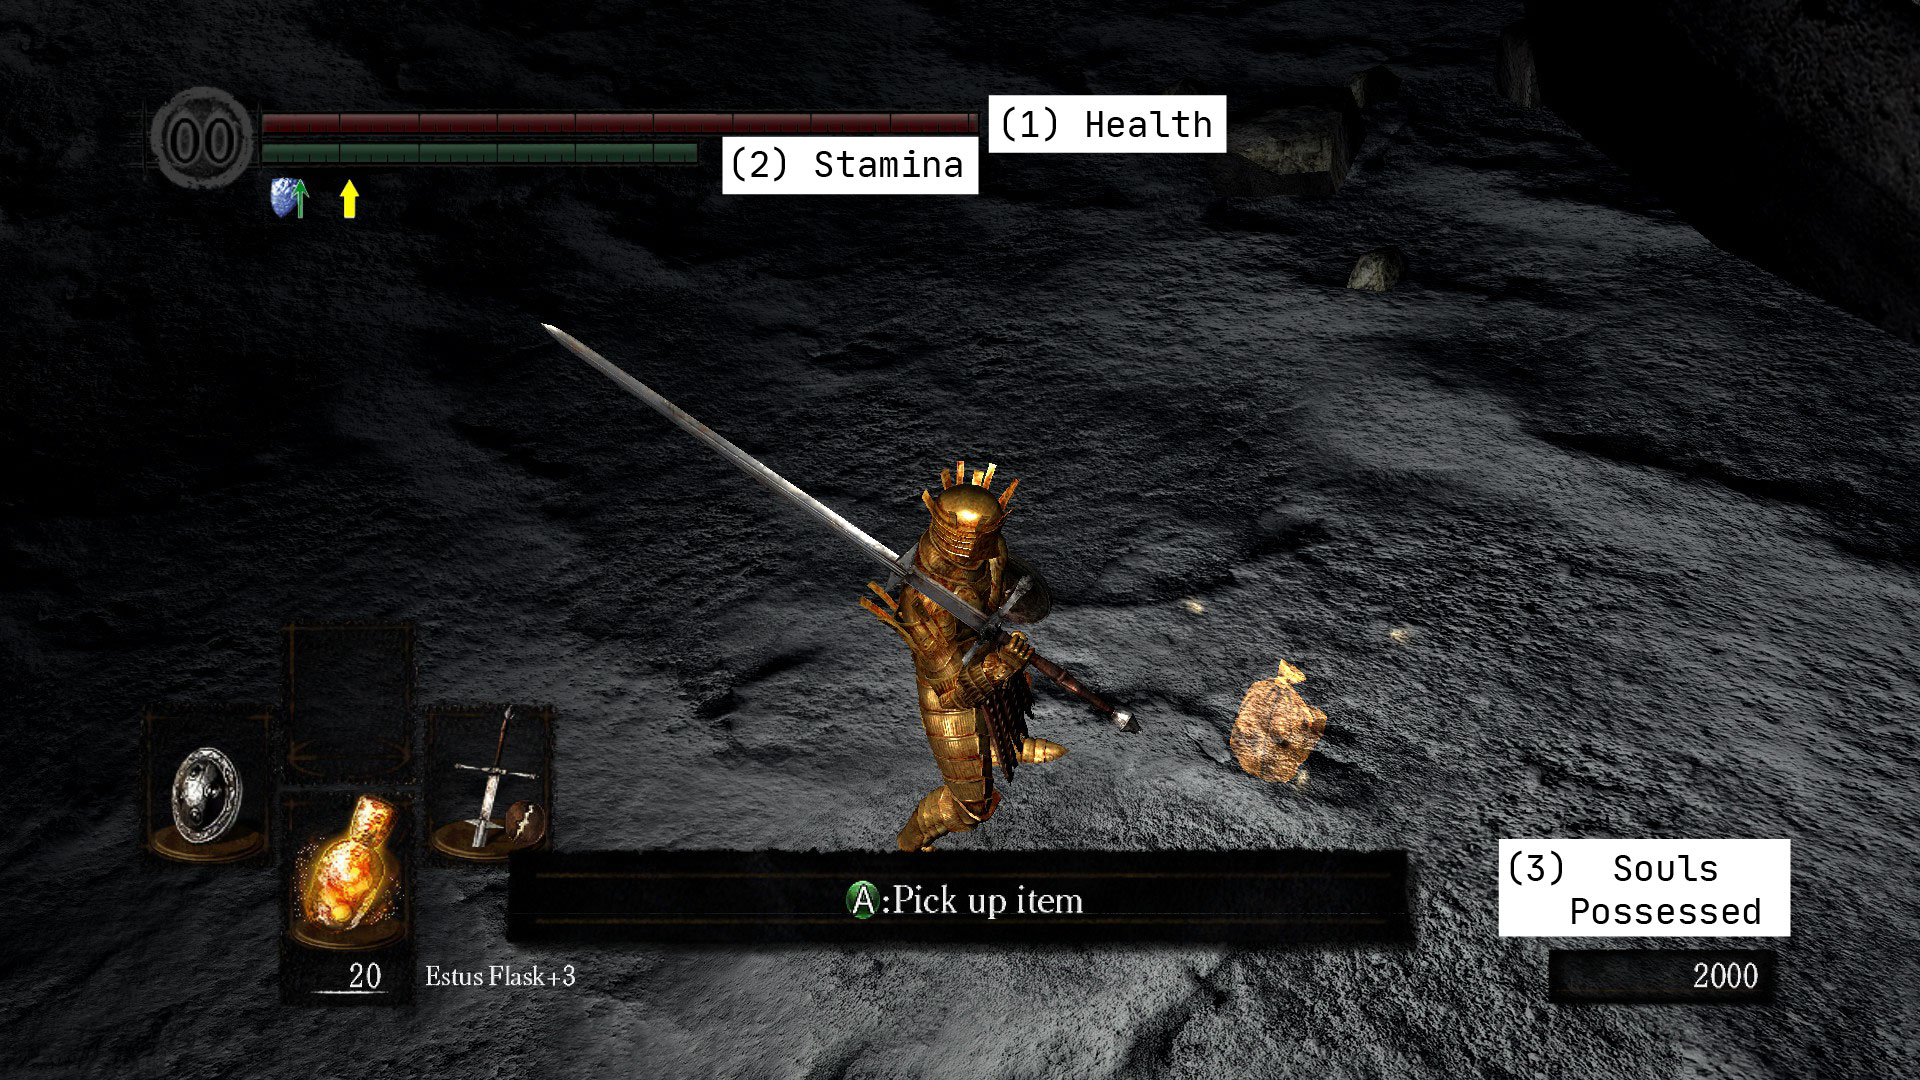 00
(1) Health
(2) Stamina
A:Pick up item
(3) Souls
Possessed
20
Estus Flask+3
2000